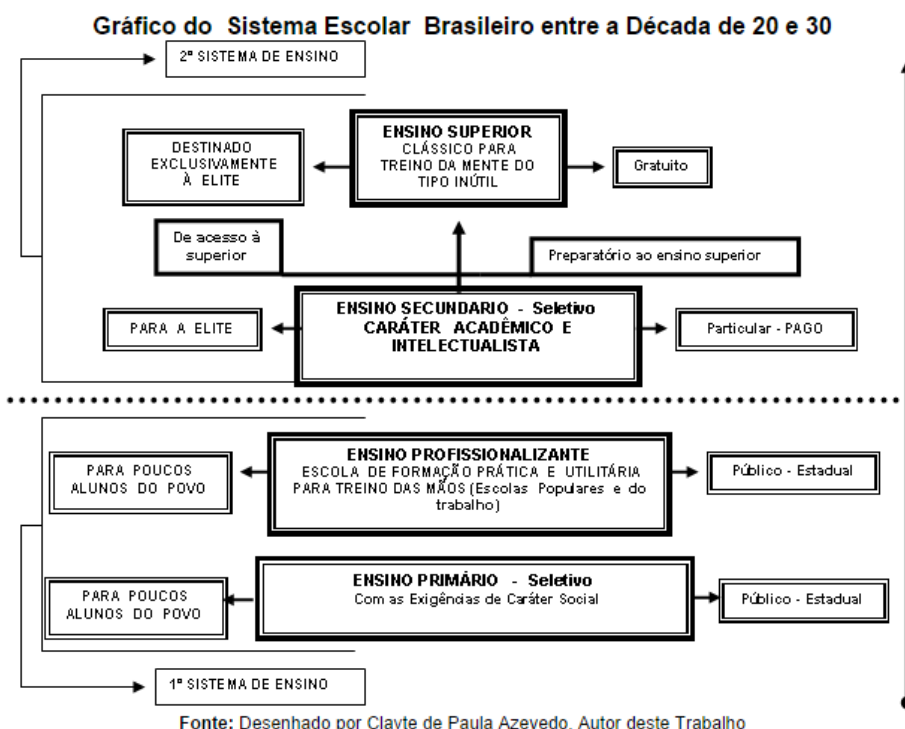 Gráfico do Sistema Escolar Brasileiro entre a Década de 20 e 30
2º SISTEMA DE ENSINO
DESTINADO
EXCLUSIVAMENTE
À ELITE
ENSINO SUPERIOR
CLÁSSICO PARA
TREINO DA MENTE DO
TIPO INÚTIL
Gratuito
De acesso à
superior
Preparatório ao ensino superior
PARA A ELITE
ENSINO SECUNDARIO - Seletivo
CARÁTER ACADÊMICO E
INTELECTUALISTA
Particular - PAGO
PARA POUCOS
ALUNOS DO POVO
ENSINO PROFISSIONALIZANTE
ESCOLA DE FORMAÇÃO PRÁTICA E UTILITÁRIA
PARA TREINO DAS MÃOS (Escolas Populares e do
trabalho)
Público - Estadual
PARA POUCOS
ALUNOS DO POVO
ENSINO PRIMÁRIO - Seletivo
Com as Exigências de Caráter Social
Público - Estadual
1º SISTEMA DE ENSINO
Fonte: Desenhado por Clayte de Paula Azevedo. Autor deste Trabalho